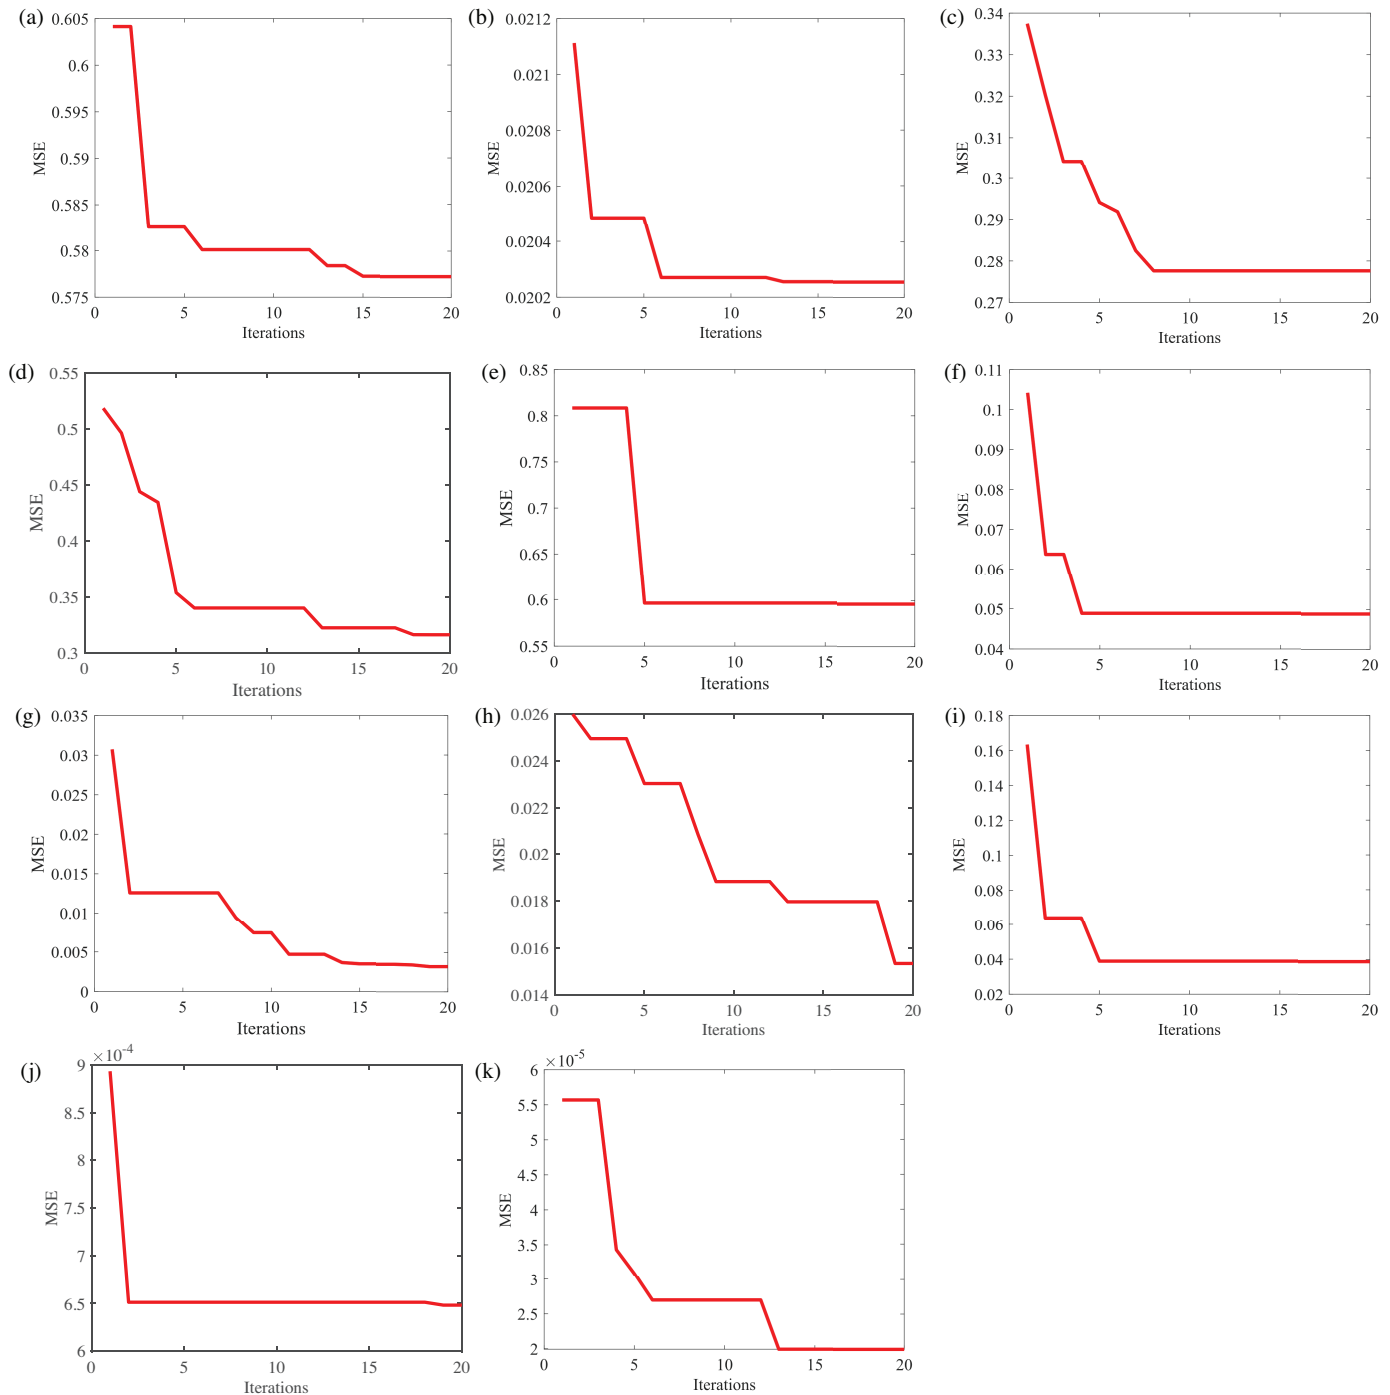 (a)
0.605
0.6
0.595
0.59
0.585
0.58
0.575
MSE
0 5 10 15 20
Iterations
(b)
0.0212
0.021
0.0208
0.0206
0.0204
0.0202
MSE
0 5 10 15 20
Iterations
(c)
0.34
0.33
0.32
0.31
0.3
0.29
0.28
0.27
MSE
0 5 10 15 20
Iterations
(d)
0.55
0.5
0.45
0.4
0.35
0.3
MSE
0 5 10 15 20
Iterations
(e)
0.85
0.8
0.75
0.7
0.65
0.6
0.55
MSE
0 5 10 15 20
Iterations
(f)
0.11
0.1
0.09
0.08
0.07
0.06
0.05
0.04
MSE
0 5 10 15 20
Iterations
(g)
0.035
0.03
0.025
0.02
0.015
0.01
0.005
0
MSE
0 5 10 15 20
Iterations
(h)
0.026
0.024
0.022
0.02
0.018
0.016
0.014
MSE
0 5 10 15 20
Iterations
(i)
0.18
0.16
0.14
0.12
0.1
0.08
0.06
0.04
0.02
MSE
0 5 10 15 20
Iterations
(j)
×10-4
9
8.5
8
7.5
7
6.5
6
MSE
0 5 10 15 20
Iterations
(k)
×10-5
6
5.5
5
4.5
4
3.5
3
2.5
2
MSE
0 5 10 15 20
Iterations